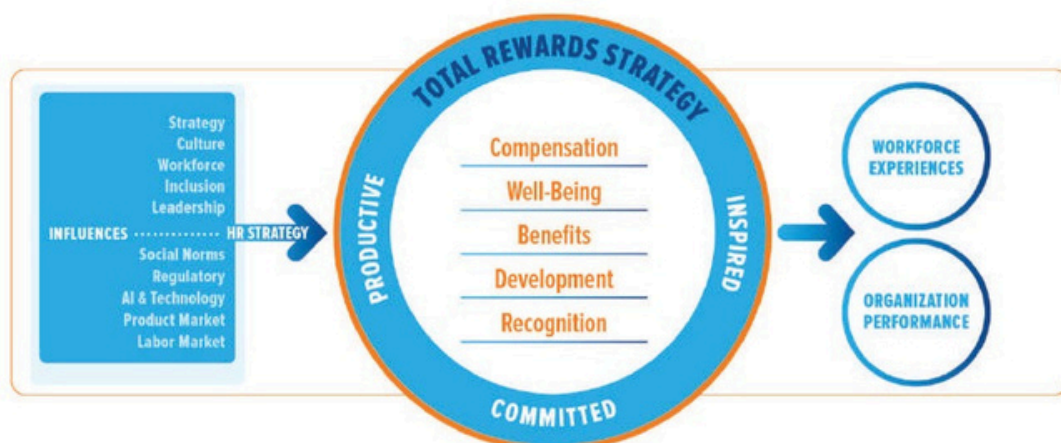 TOTAL REWARDS STRATEGY
Strategy
Culture
Workforce
Inclusion
Leadership
INFLUENCES ............ HR STRATEGY
Social Norms
Regulatory
AI & Technology
Product Market
Labor Market
PRODUCTIVE
Compensation
Well-Being
Benefits
Development
Recognition
INSPIRED
COMMITTED
WORKFORCE
EXPERIENCES
ORGANIZATION
PERFORMANCE